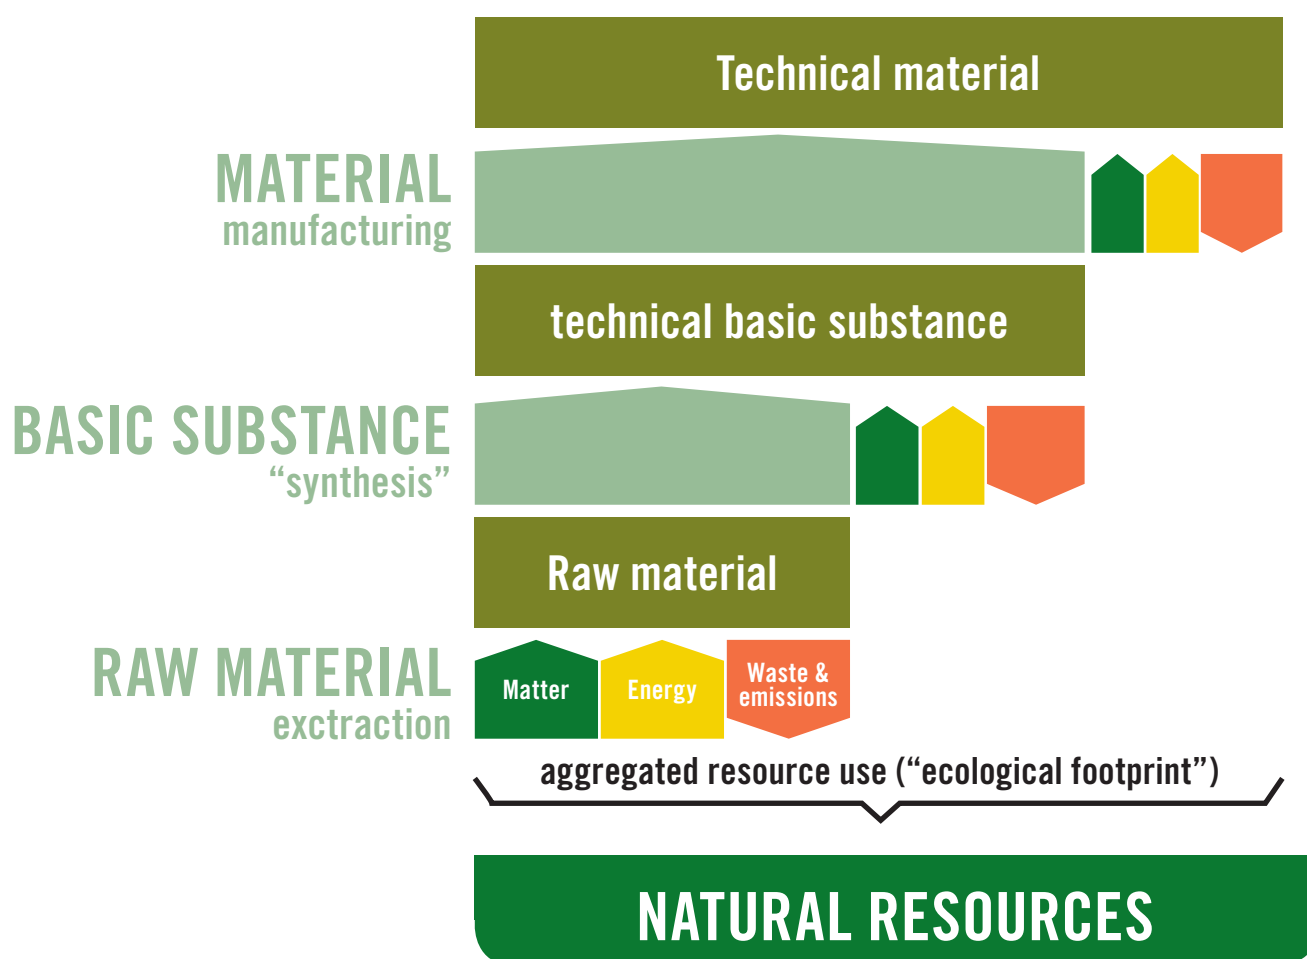 Technical material
MATERIAL
manufacturing
technical basic substance
BASIC SUBSTANCE
“synthesis”
Raw material
RAW MATERIAL
exctraction
Matter
Energy
Waste &
emissions
aggregated resource use (“ecological footprint”)
NATURAL RESOURCES